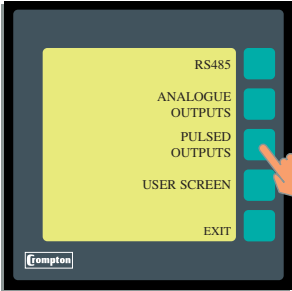 RS485
ANALOGUE
OUTPUTS
PULSED
OUTPUTS
USER SCREEN
EXIT
Crompton